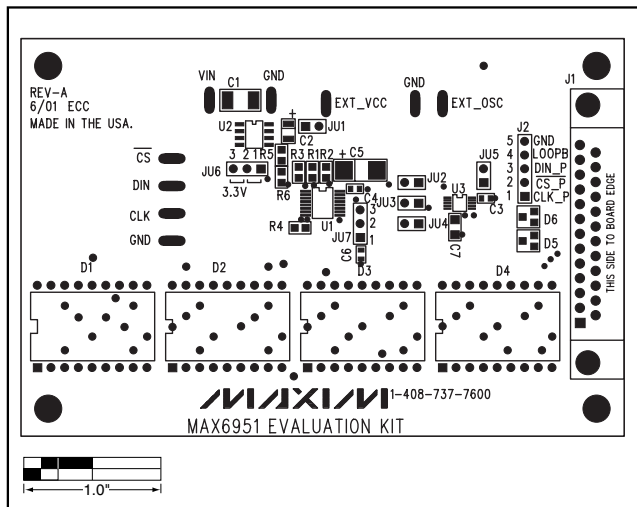 REV-A
6/01 ECC
MADE IN THE USA.
VIN
C1
GND
EXT_VCC
GND
EXT_OSC
J1
U2
+
C2
JU1
J2
5 GND
4 LOOPB
3 DIN_P
2 CS_P
1 CLK_P
CS
DIN
CLK
GND
JU6
3 2 1
3.3V
R5
R6
R3 R1 R2
+ C5
C4
U1
R4
JU7
3
2
1
C6
JU2
JU3
JU4
U3
JU5
C3
C7
D6
D5
THIS SIDE TO BOARD EDGE
D1
D2
D3
D4
MAXIM 1-408-737-7600
MAX6951 EVALUATION KIT
1.0"